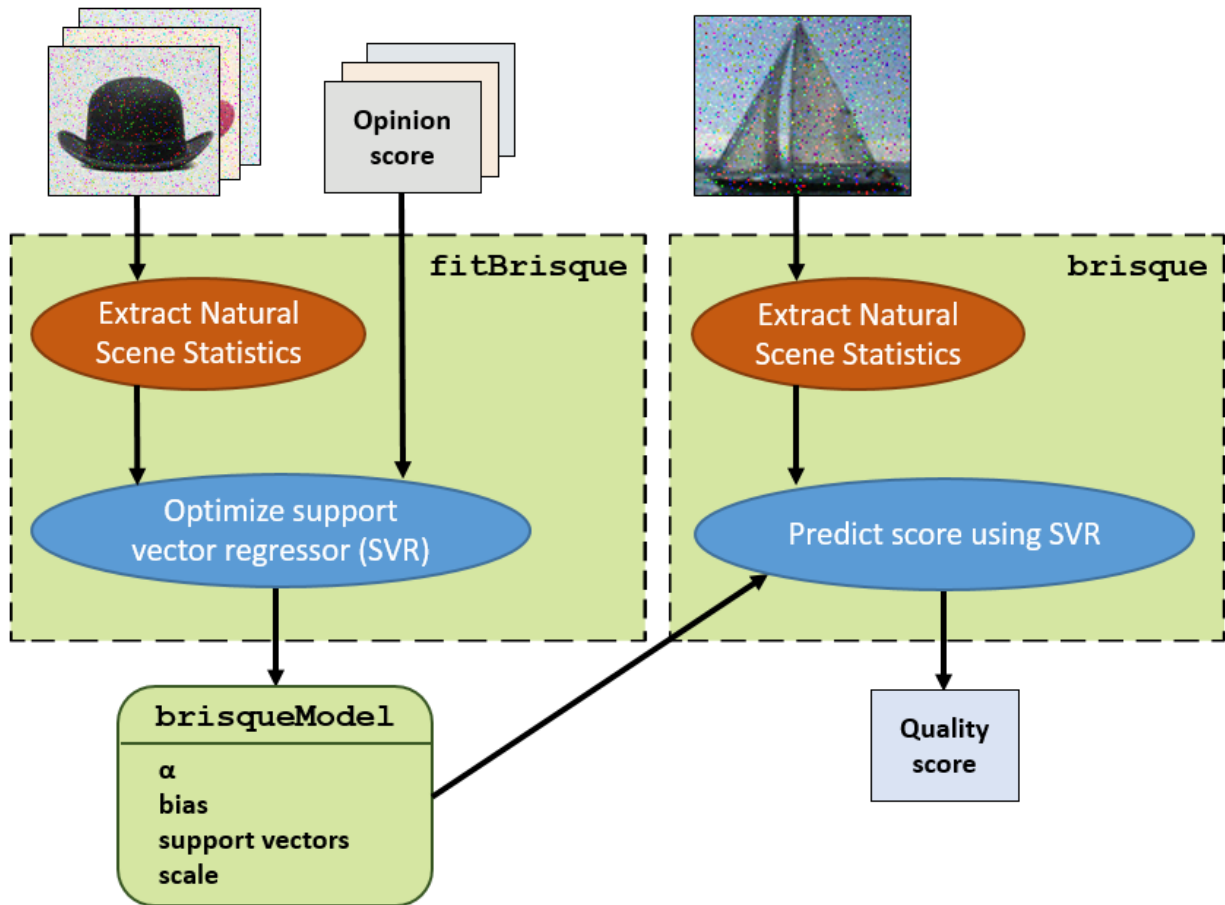 Opinion
score
fitBrisque
Extract Natural
Scene Statistics
Optimize support
vector regressor (SVR)
brisqueModel
α
bias
support vectors
scale
brisque
Extract Natural
Scene Statistics
Predict score using SVR
Quality
score